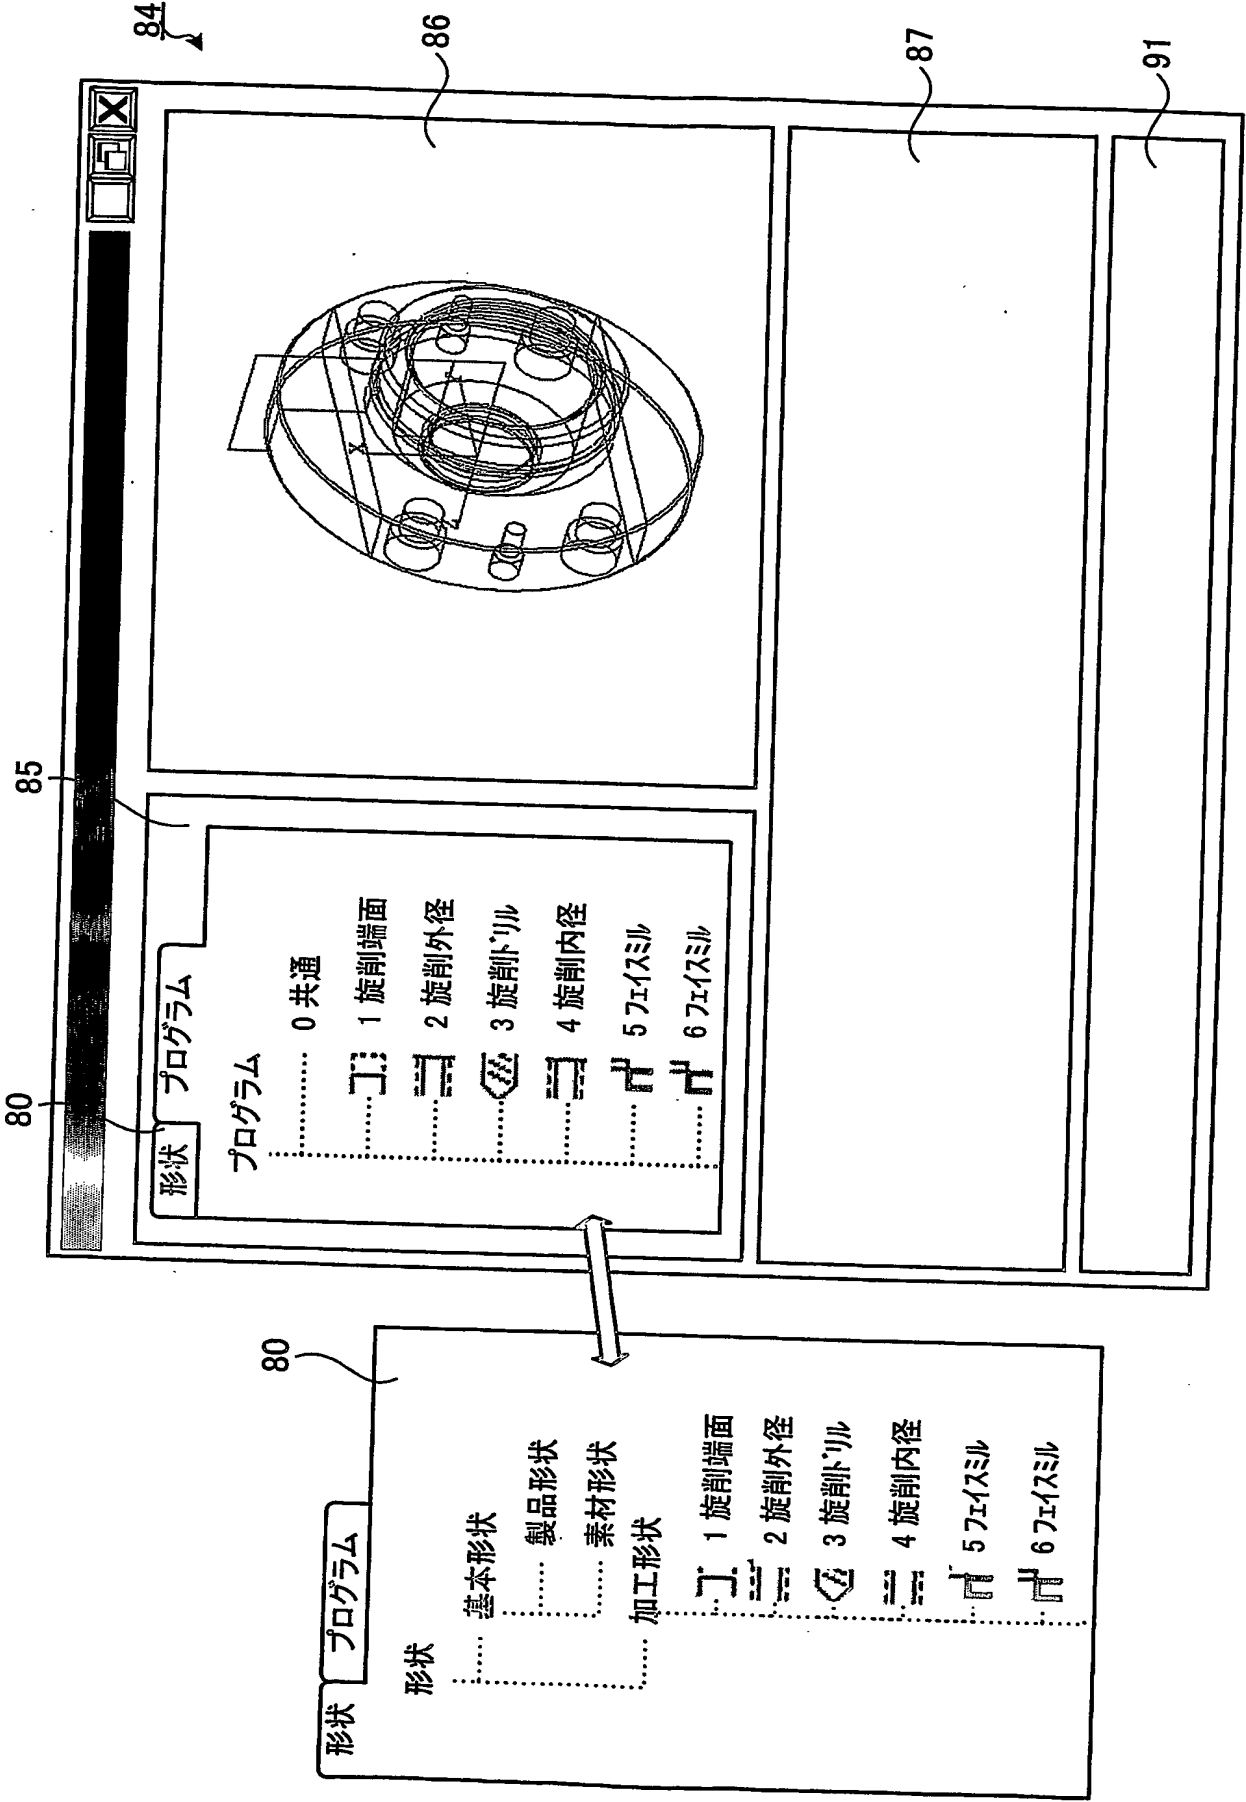 84
80
85
86
87
91
形状
プログラム
プログラム
0 共通
1 旋削端面
2 旋削外径
3 旋削ﾄﾞﾘﾙ
4 旋削内径
5 ﾌｪｲｽﾐﾙ
6 ﾌｪｲｽﾐﾙ
X
80
形状
プログラム
形状
基本形状
製品形状
素材形状
加工形状
1 旋削端面
2 旋削外径
3 旋削ﾄﾞﾘﾙ
4 旋削内径
5 ﾌｪｲｽﾐﾙ
6 ﾌｪｲｽﾐﾙ